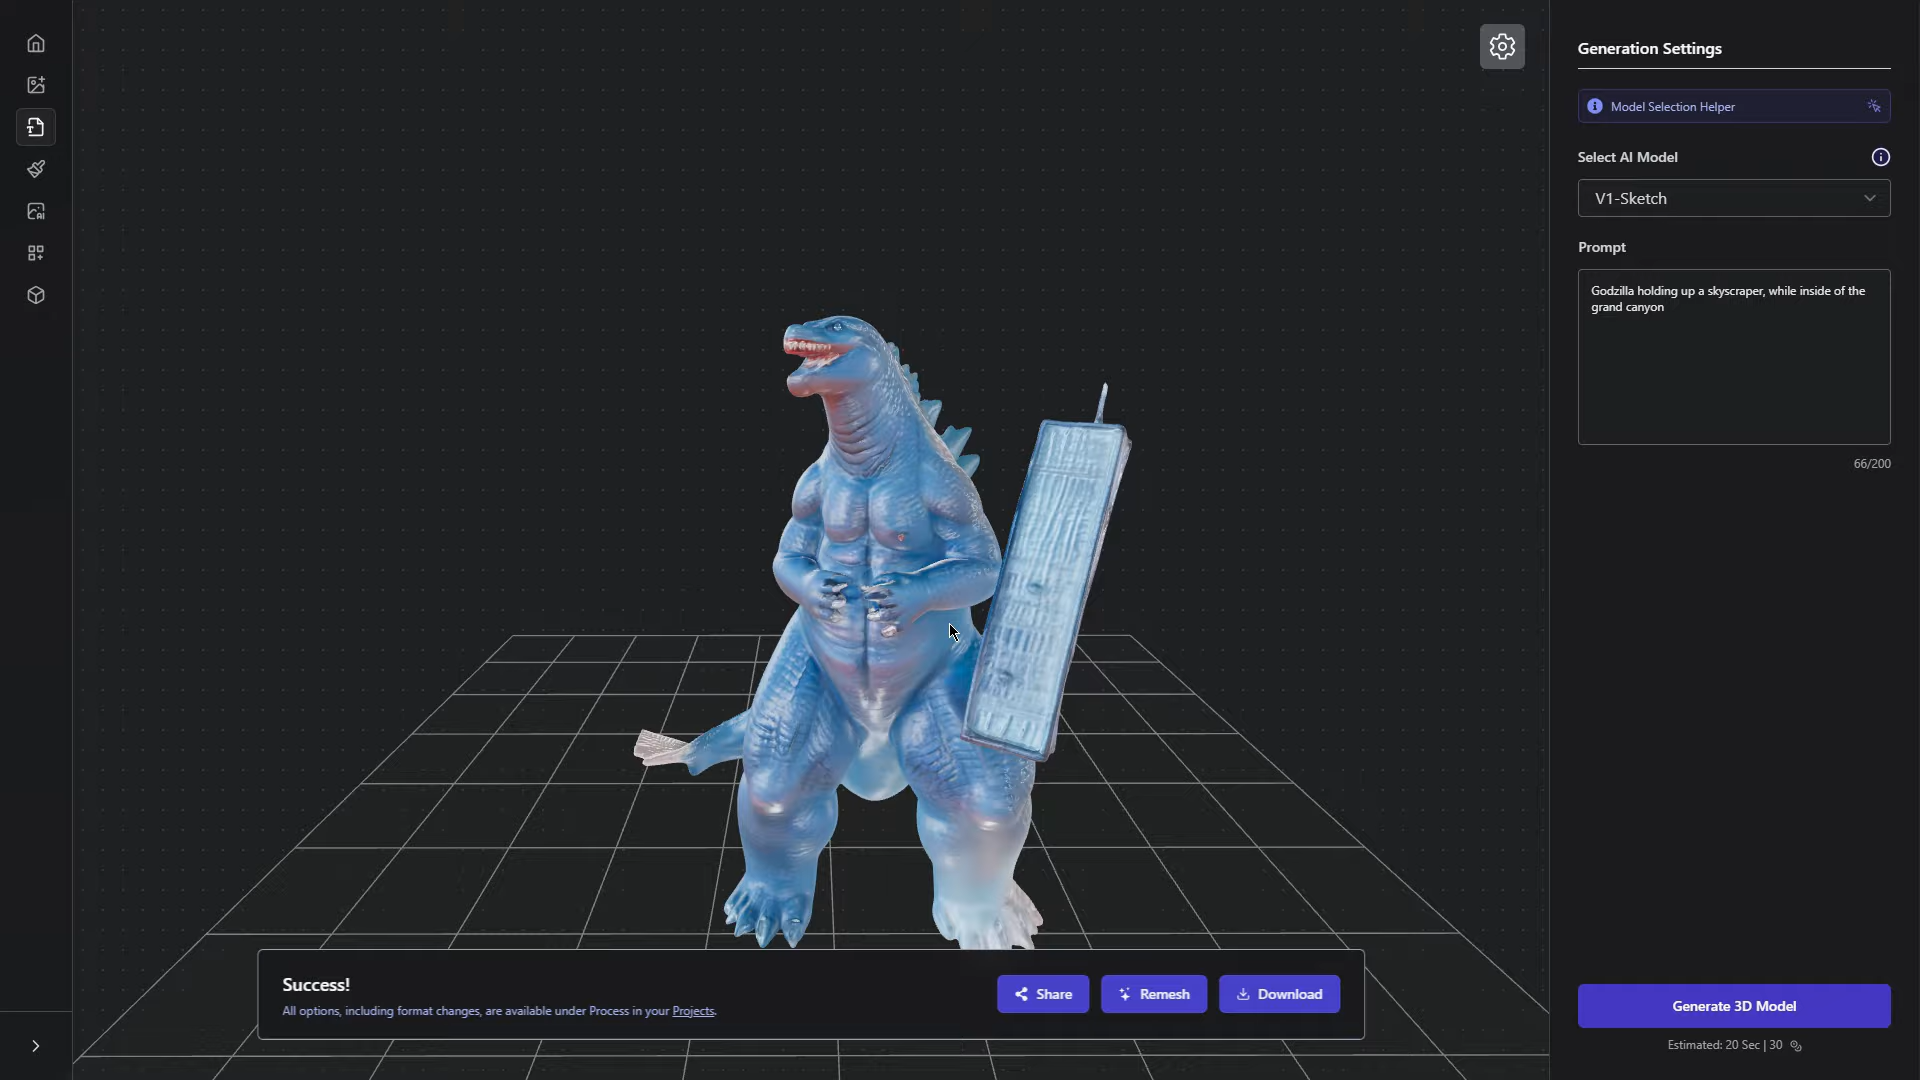 Generation Settings
Model Selection Helper
Select AI Model
V1-Sketch
Prompt
Godzilla holding up a skyscraper, while inside of the
grand canyon
66/200
Success!
All options, including format changes, are available under Process in your Projects.
Share
Remesh
Download
Generate 3D Model
Estimated: 20 Sec | 30